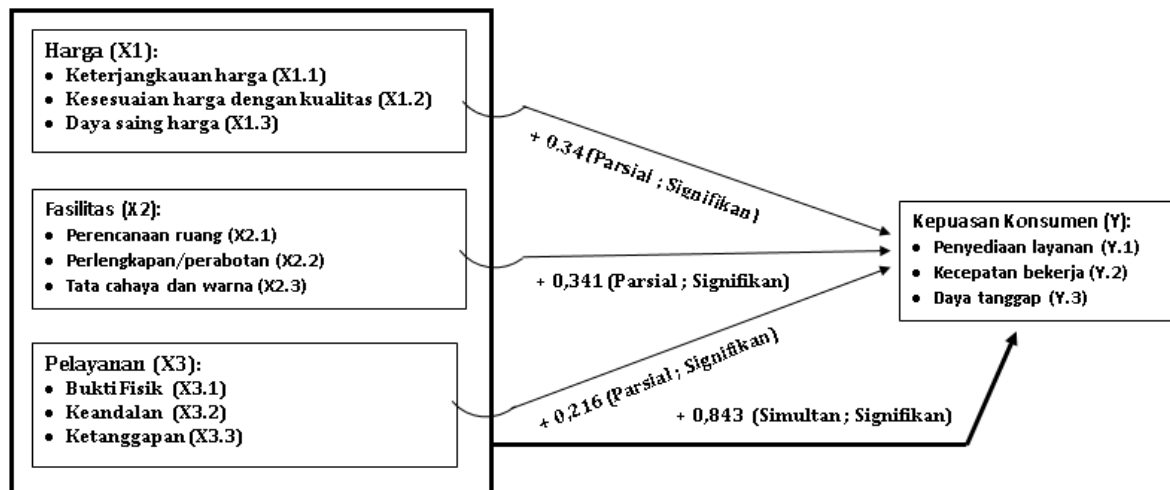 Harga (X1):
• Keterjangkauan harga (X1.1)
• Kesesuaian harga dengan kualitas (X1.2)
• Daya saing harga (X1.3)
Fasilitas (X2):
• Perencanaan ruang (X2.1)
• Perlengkapan/perabotan (X2.2)
• Tata cahaya dan warna (X2.3)
Pelayanan (X3):
• Bukti Fisik (X3.1)
• Keandalan (X3.2)
• Ketanggapan (X3.3)
+ 0.34 (Parsial ; Signifikan)
+ 0,341 (Parsial ; Signifikan)
+ 0,216 (Parsial ; Signifikan)
+ 0,843 (Simultan ; Signifikan)
Kepuasan Konsumen (Y):
• Penyediaan layanan (Y.1)
• Kecepatan bekerja (Y.2)
• Daya tanggap (Y.3)